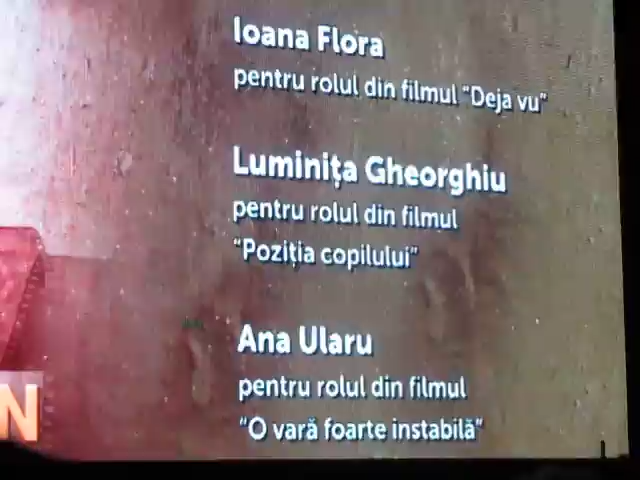 Ioana Flora
pentru rolul din filmul "Deja vu"
Luminița Gheorghiu
pentru rolul din filmul
"Poziția copilului"
Ana Ularu
pentru rolul din filmul
"O vară foarte instabilă"
N